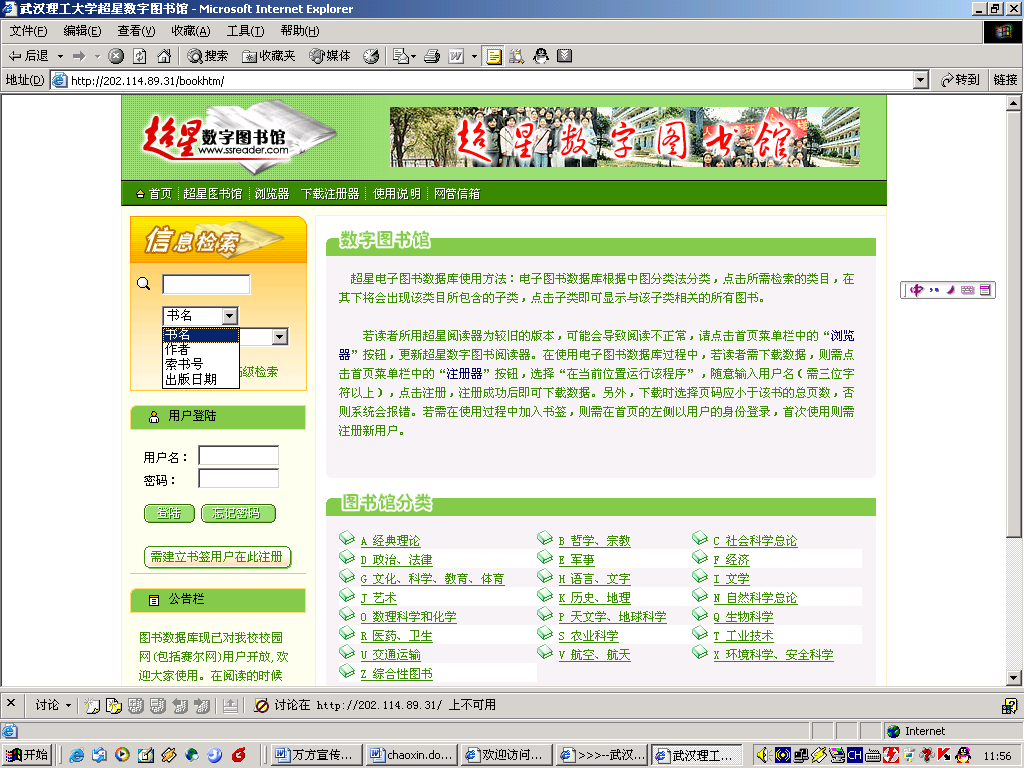 武汉理工大学超星数字图书馆 - Microsoft Internet Explorer
文件(F) 编辑(E) 查看(V) 收藏(A) 工具(T) 帮助(H)
后退 搜索 收藏夹 媒体
地址(D) http://202.114.89.31/bookhtm/ 转到 链接
超星数字图书馆
www.ssreader.com
超星数字图书馆
首页 超星图书馆 浏览器 下载注册器 使用说明 网管信箱
信息检索
书名
书名
作者
索书号
出版日期
级检索
用户登陆
用户名：
密码：
登陆 忘记密码
需建立书签用户在此注册
公告栏
图书数据库现已对我校校园
网(包括赛尔网)用户开放,欢
迎大家使用。在阅读的时候
数字图书馆
超星电子图书数据库使用方法：电子图书数据库根据中图分类法分类，点击所需检索的类目，在
其下将会出现该类目所包含的子类，点击子类即可显示与该子类相关的所有图书。
若读者所用超星阅读器为较旧的版本，可能会导致阅读不正常，请点击首页菜单栏中的“浏览
器”按钮，更新超星数字图书阅读器。在使用电子图书数据库过程中，若读者需下载数据，则需点
击首页菜单栏中的“注册器”按钮，选择“在当前位置运行该程序”，随意输入用户名（需三位字
符以上），点击注册，注册成功后即可下载数据。另外，下载时选择页码应小于该书的总页数，否
则系统会报错。若需在使用过程中加入书签，则需在首页的左侧以用户的身份登录，首次使用则需
注册新用户。
图书馆分类
A 经典理论 B 哲学、宗教 C 社会科学总论
D 政治、法律 E 军事 F 经济
G 文化、科学、教育、体育 H 语言、文字 I 文学
J 艺术 K 历史、地理 N 自然科学总论
O 数理科学和化学 P 天文学、地球科学 Q 生物科学
R 医药、卫生 S 农业科学 T 工业技术
U 交通运输 V 航空、航天 X 环境科学、安全科学
Z 综合性图书
中
讨论 讨论在 http://202.114.89.31/ 上不可用
Internet
开始 万方宣传... chaoxin.do... 欢迎访问... >>>>--武汉... 武汉理工... CH 11:56